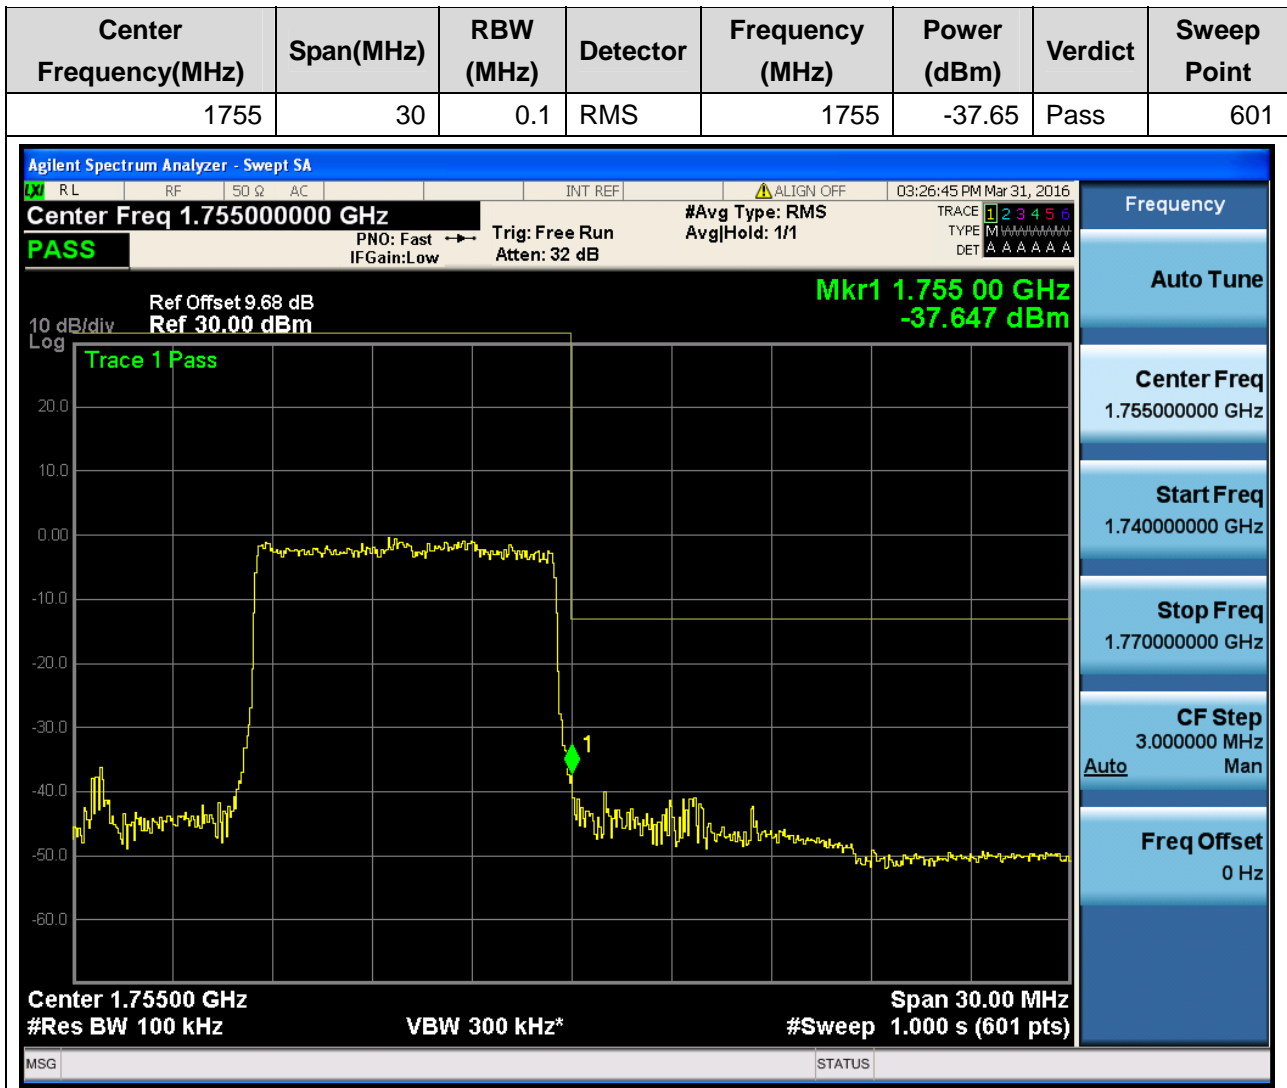 Center Frequency(MHz) Span(MHz) RBW (MHz) Detector Frequency (MHz) Power (dBm) Verdict Sweep Point
1755 30 0.1 RMS 1755 -37.65 Pass 601
Agilent Spectrum Analyzer - Swept SA
LXI RL RF 50 Ω AC INT REF ALIGN OFF 03:26:45 PM Mar 31, 2016
Center Freq 1.755000000 GHz
#Avg Type: RMS
TRACE 1 2 3 4 5 6
PASS
PNO: Fast
Trig: Free Run
Avg|Hold: 1/1
TYPE M
IFGain:Low
Atten: 32 dB
DET A A A A A A
Mkr1 1.755 00 GHz
-37.647 dBm
Ref Offset 9.68 dB
10 dB/div Ref 30.00 dBm
Log
Trace 1 Pass
20.0
10.0
0.00
-10.0
-20.0
-30.0
1
-40.0
-50.0
-60.0
Center 1.75500 GHz Span 30.00 MHz
#Res BW 100 kHz VBW 300 kHz* #Sweep 1.000 s (601 pts)
MSG STATUS
Frequency
Auto Tune
Center Freq
1.755000000 GHz
Start Freq
1.740000000 GHz
Stop Freq
1.770000000 GHz
CF Step
3.000000 MHz
Auto Man
Freq Offset
0 Hz